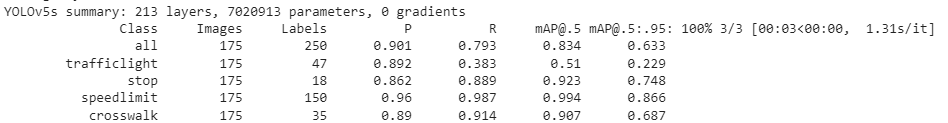 YOLOv5s summary: 213 layers, 7020913 parameters, 0 gradients
Class Images Labels P R mAP@.5 mAP@.5:.95: 100% 3/3 [00:03<00:00, 1.31s/it]
all 175 250 0.901 0.793 0.834 0.633
trafficlight 175 47 0.892 0.383 0.51 0.229
stop 175 18 0.862 0.889 0.923 0.748
speedlimit 175 150 0.96 0.987 0.994 0.866
crosswalk 175 35 0.89 0.914 0.907 0.687